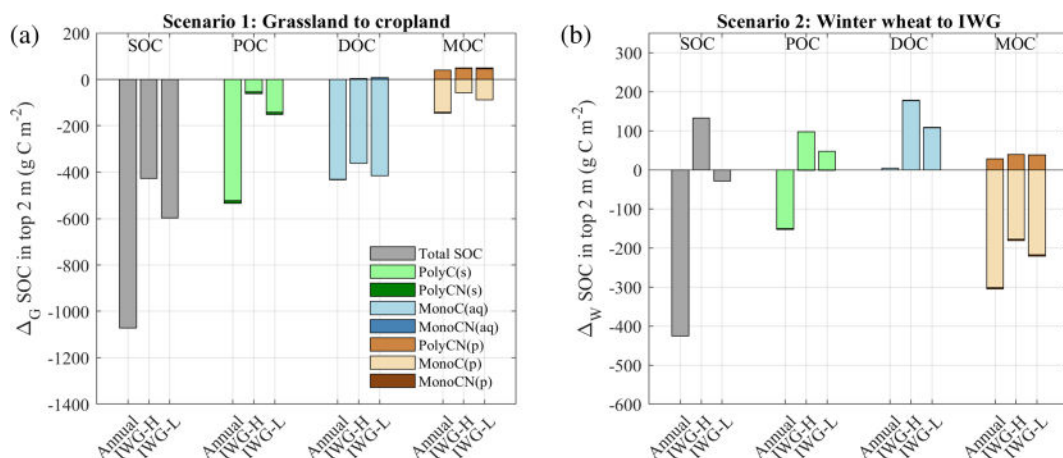 (a)
Scenario 1: Grassland to cropland
SOC POC DOC MOC
200
0
-200
-400
-600
-800
-1000
-1200
-1400
Δ_G SOC in top 2 m (g C m⁻²)
Total SOC
PolyC(s)
PolyCN(s)
MonoC(aq)
MonoCN(aq)
PolyCN(p)
MonoC(p)
MonoCN(p)
Annual IWG-H IWG-L Annual IWG-H IWG-L Annual IWG-H IWG-L Annual IWG-H IWG-L
(b)
Scenario 2: Winter wheat to IWG
SOC POC DOC MOC
300
200
100
0
-100
-200
-300
-400
-500
-600
Δ_W SOC in top 2 m (g C m⁻²)
Annual IWG-H IWG-L Annual IWG-H IWG-L Annual IWG-H IWG-L Annual IWG-H IWG-L